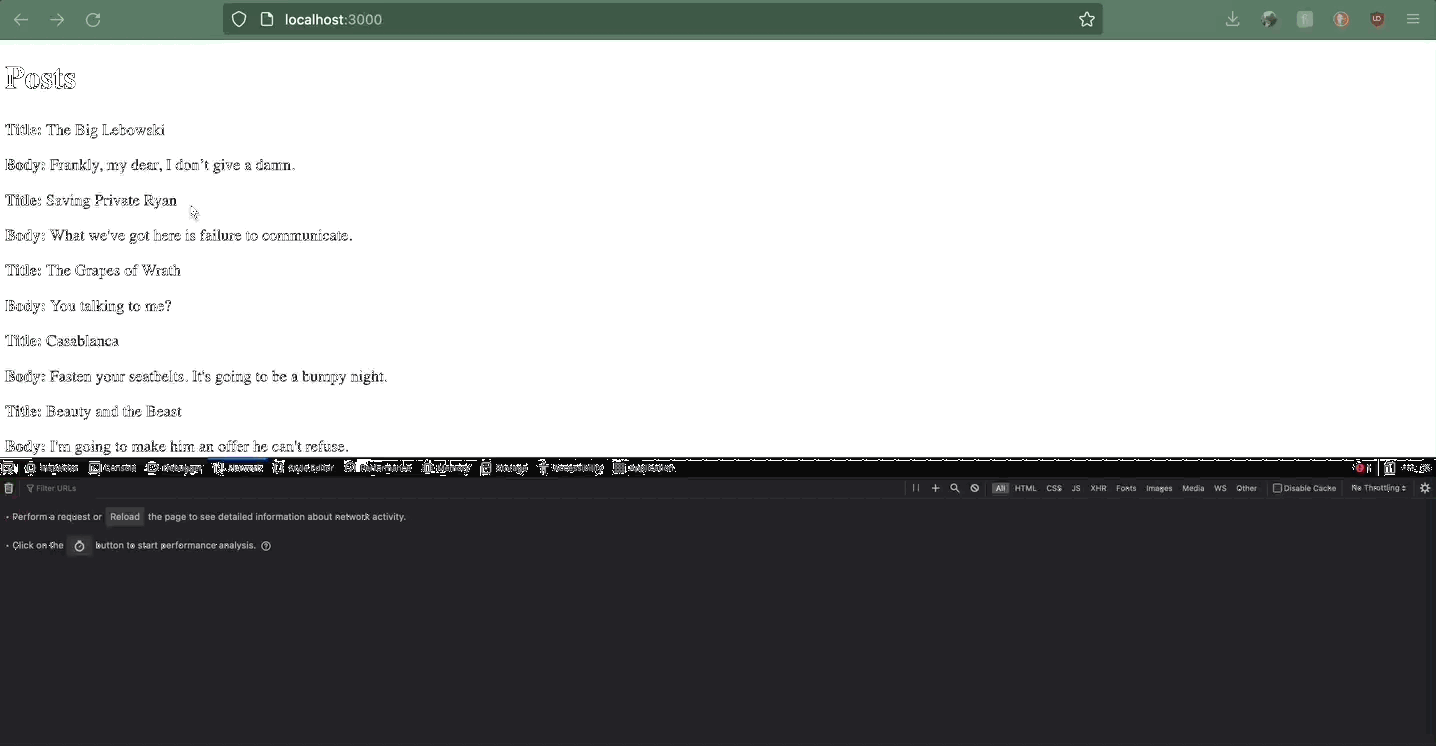 localhost:3000
Posts
Title: The Big Lebowski
Body: Frankly, my dear, I don't give a damn.
Title: Saving Private Ryan
Body: What we've got here is failure to communicate.
Title: The Grapes of Wrath
Body: You talking to me?
Title: Casablanca
Body: Fasten your seatbelts. It's going to be a bumpy night.
Title: Beauty and the Beast
Body: I'm going to make him an offer he can't refuse.
Filter URLs All HTML CSS JS XHR Fonts Images Media WS Other Disable Cache No Throttling
• Perform a request or Reload the page to see detailed information about network activity.
• Click on the button to start performance analysis.